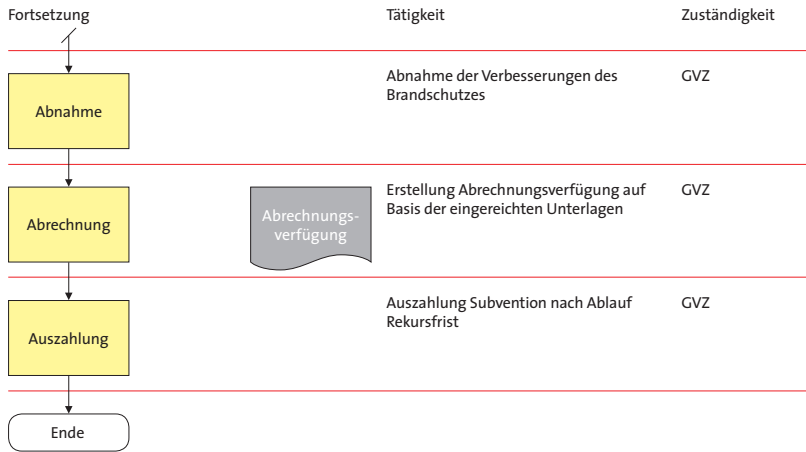 Fortsetzung
Tätigkeit
Zuständigkeit
Abnahme
Abnahme der Verbesserungen des
Brandschutzes
GVZ
Abrechnung
Abrechnungs-
verfügung
Erstellung Abrechnungsverfügung auf
Basis der eingereichten Unterlagen
GVZ
Auszahlung
Auszahlung Subvention nach Ablauf
Rekursfrist
GVZ
Ende